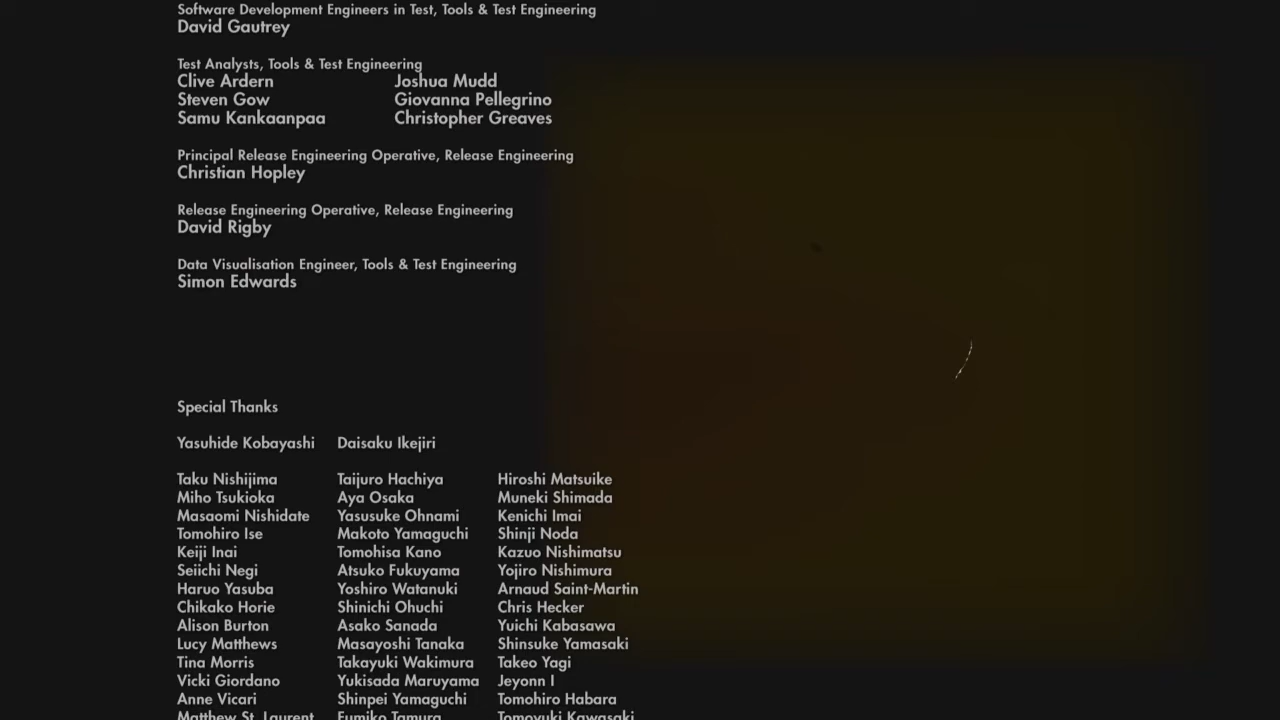 Software Development Engineers in Test, Tools & Test Engineering
David Gautrey
Test Analysts, Tools & Test Engineering
Clive Ardern Joshua Mudd
Steven Gow Giovanna Pellegrino
Samu Kankaanpaa Christopher Greaves
Principal Release Engineering Operative, Release Engineering
Christian Hopley
Release Engineering Operative, Release Engineering
David Rigby
Data Visualisation Engineer, Tools & Test Engineering
Simon Edwards
Special Thanks
Yasuhide Kobayashi Daisaku Ikejiri
Taku Nishijima Taijuro Hachiya Hiroshi Matsuike
Miho Tsukioka Aya Osaka Muneki Shimada
Masaomi Nishidate Yasusuke Ohnami Kenichi Imai
Tomohiro Ise Makoto Yamaguchi Shinji Noda
Keiji Inai Tomohisa Kano Kazuo Nishimatsu
Seiichi Negi Atsuko Fukuyama Yojiro Nishimura
Haruo Yasuba Yoshiro Watanuki Arnaud Saint-Martin
Chikako Horie Shinichi Ohuchi Chris Hecker
Alison Burton Asako Sanada Yuichi Kabasawa
Lucy Matthews Masayoshi Tanaka Shinsuke Yamasaki
Tina Morris Takayuki Wakimura Takeo Yagi
Vicki Giordano Yukisada Maruyama Jeyonn I
Anne Vicari Shinpei Yamaguchi Tomohiro Habara
Matthew St. Laurent Fumiko Tamura Tomoyuki Kawasaki